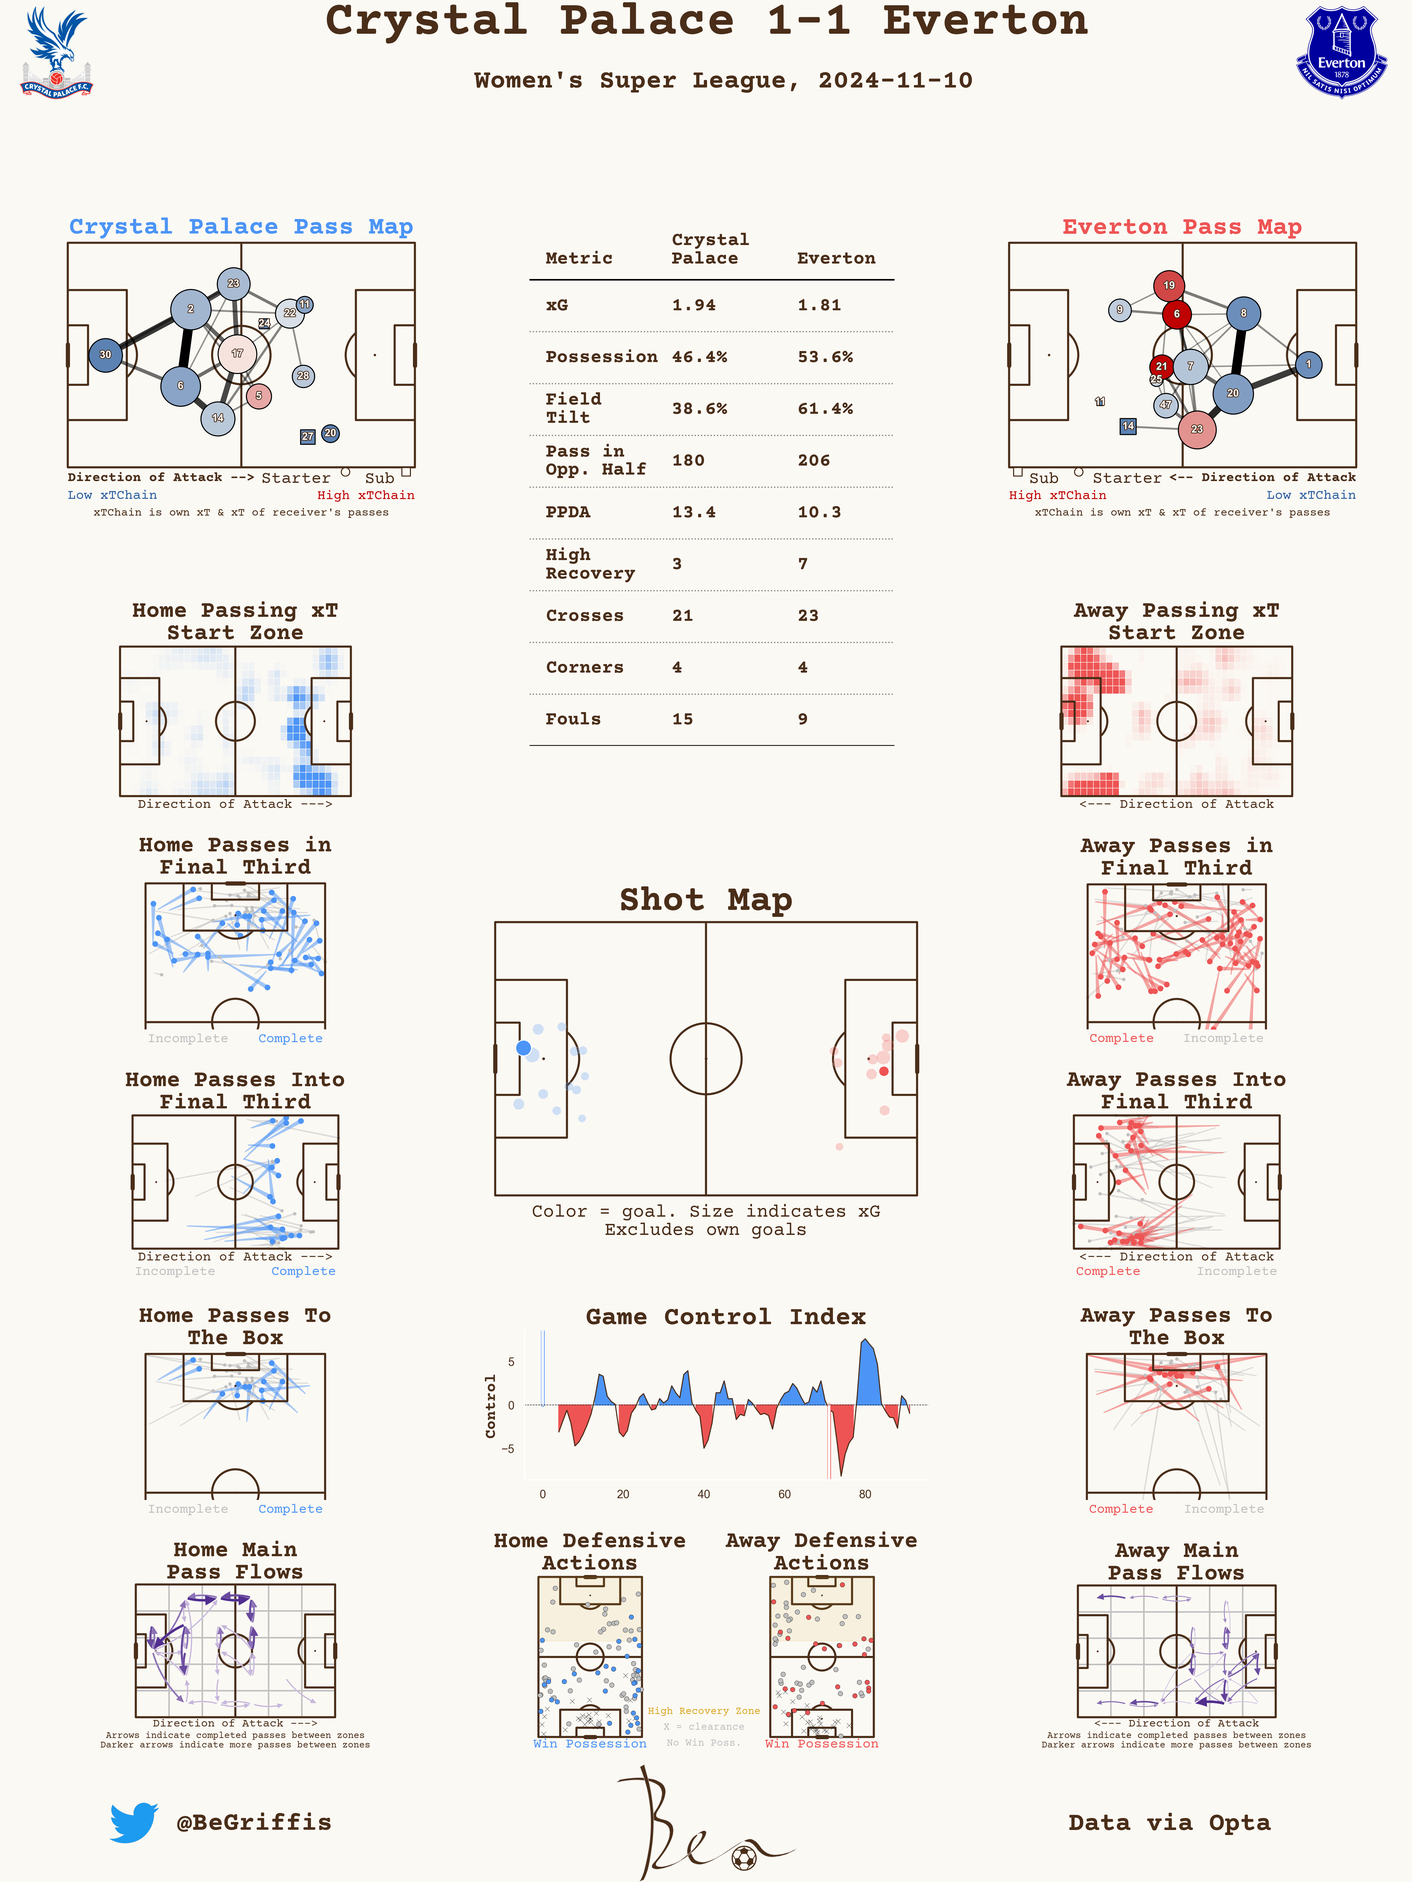 Crystal Palace 1-1 Everton
Women's Super League, 2024-11-10
CRYSTAL PALACE F.C.
Everton
1878
NIL SATIS NISI OPTIMUM
Crystal Palace Pass Map
23
2
11
22
24
30
17
28
6
5
14
27
20
Direction of Attack --> Starter Sub
Low xTChain High xTChain
xTChain is own xT & xT of receiver's passes
Metric Crystal Palace Everton
xG 1.94 1.81
Possession 46.4% 53.6%
Field Tilt 38.6% 61.4%
Pass in Opp. Half 180 206
PPDA 13.4 10.3
High Recovery 3 7
Crosses 21 23
Corners 4 4
Fouls 15 9
Everton Pass Map
19
9
6
8
21
7
1
25
20
11
47
14
23
Sub Starter <-- Direction of Attack
High xTChain Low xTChain
xTChain is own xT & xT of receiver's passes
Home Passing xT
Start Zone
Direction of Attack --->
Away Passing xT
Start Zone
<--- Direction of Attack
Home Passes in
Final Third
Incomplete Complete
Away Passes in
Final Third
Complete Incomplete
Shot Map
Color = goal. Size indicates xG
Excludes own goals
Home Passes Into
Final Third
Direction of Attack --->
Incomplete Complete
Away Passes Into
Final Third
<--- Direction of Attack
Complete Incomplete
Home Passes To
The Box
Incomplete Complete
Game Control Index
Control
5
0
−5
0 20 40 60 80
Away Passes To
The Box
Complete Incomplete
Home Main
Pass Flows
Direction of Attack --->
Arrows indicate completed passes between zones
Darker arrows indicate more passes between zones
Home Defensive
Actions
Win Possession
High Recovery Zone
X = clearance
No Win Poss.
Away Defensive
Actions
Win Possession
Away Main
Pass Flows
<--- Direction of Attack
Arrows indicate completed passes between zones
Darker arrows indicate more passes between zones
@BeGriffis
Ben
Data via Opta